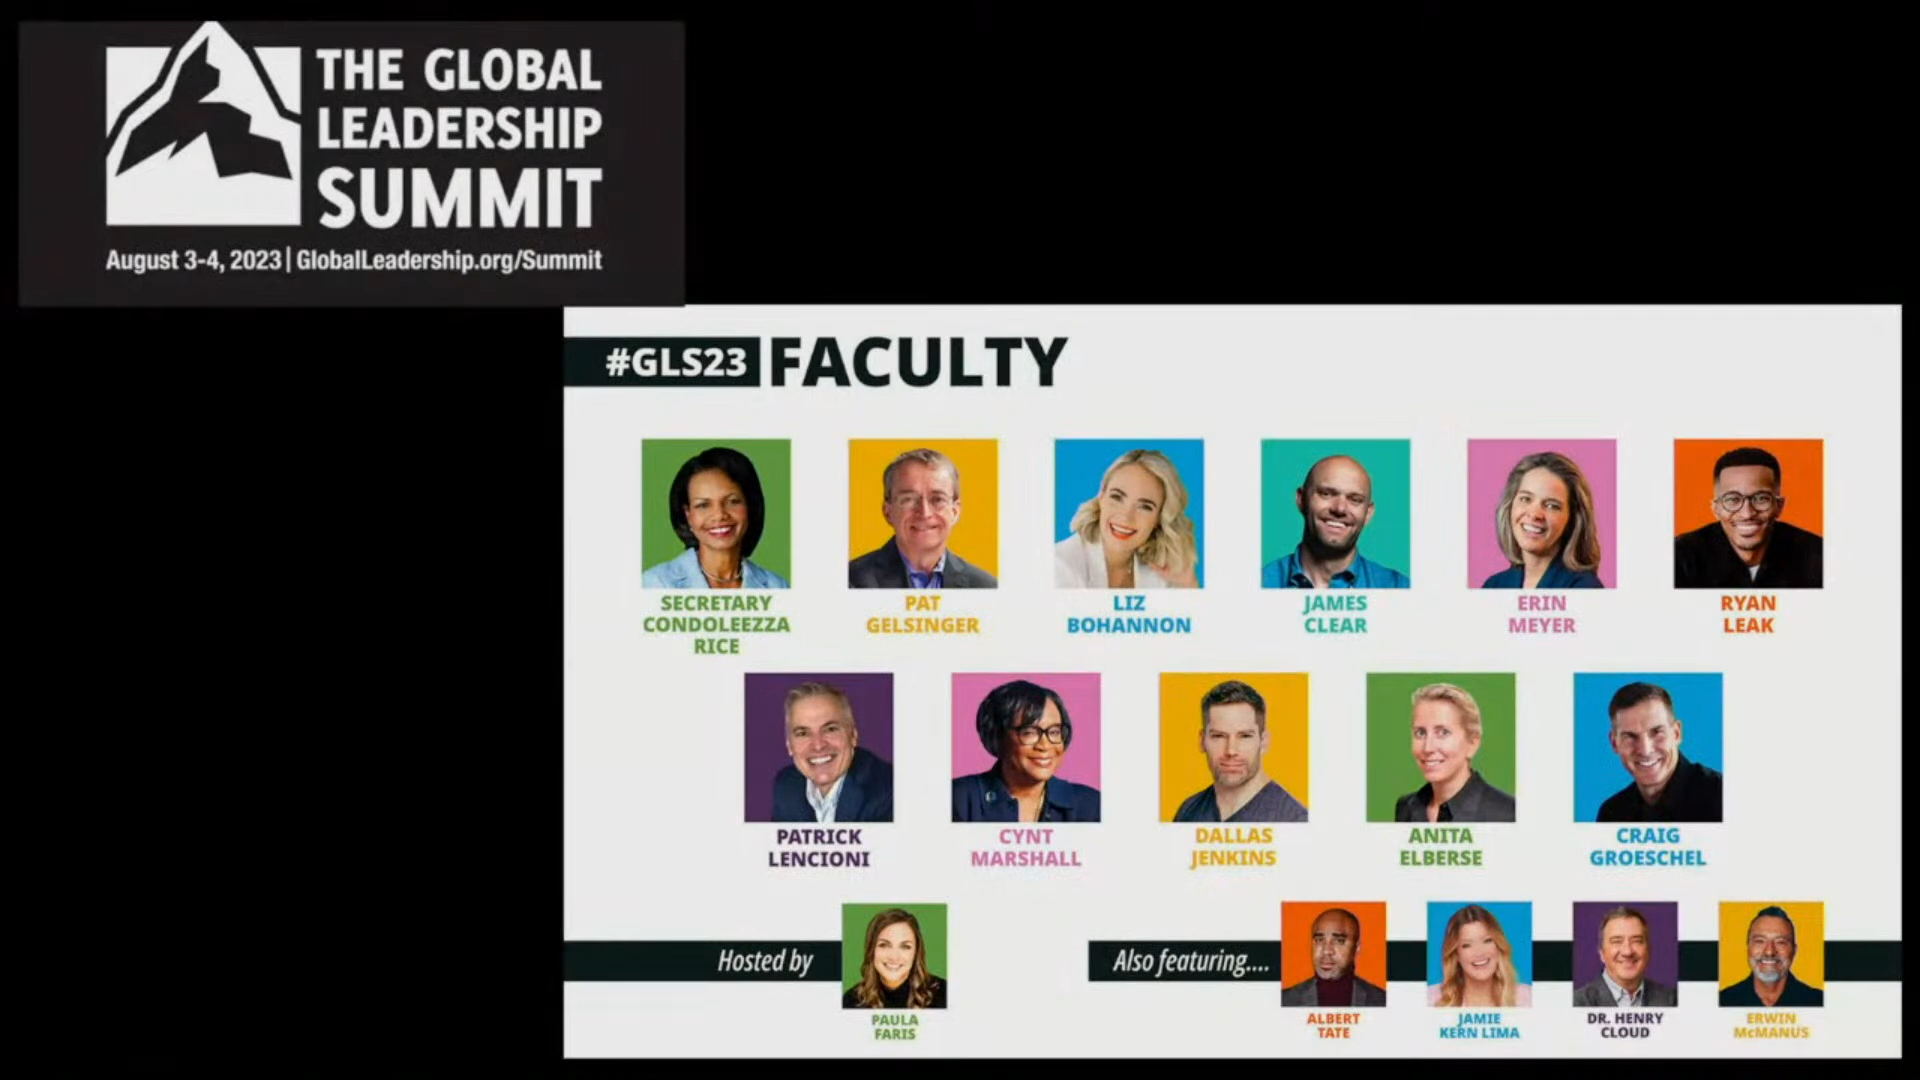 THE GLOBAL
LEADERSHIP
SUMMIT
August 3-4, 2023 | GlobalLeadership.org/Summit
#GLS23 FACULTY
SECRETARY
CONDOLEEZZA
RICE
PAT
GELSINGER
LIZ
BOHANNON
JAMES
CLEAR
ERIN
MEYER
RYAN
LEAK
PATRICK
LENCIONI
CYNT
MARSHALL
DALLAS
JENKINS
ANITA
ELBERSE
CRAIG
GROESCHEL
Hosted by
PAULA
FARIS
Also featuring....
ALBERT
TATE
JAMIE
KERN LIMA
DR. HENRY
CLOUD
ERWIN
McMANUS